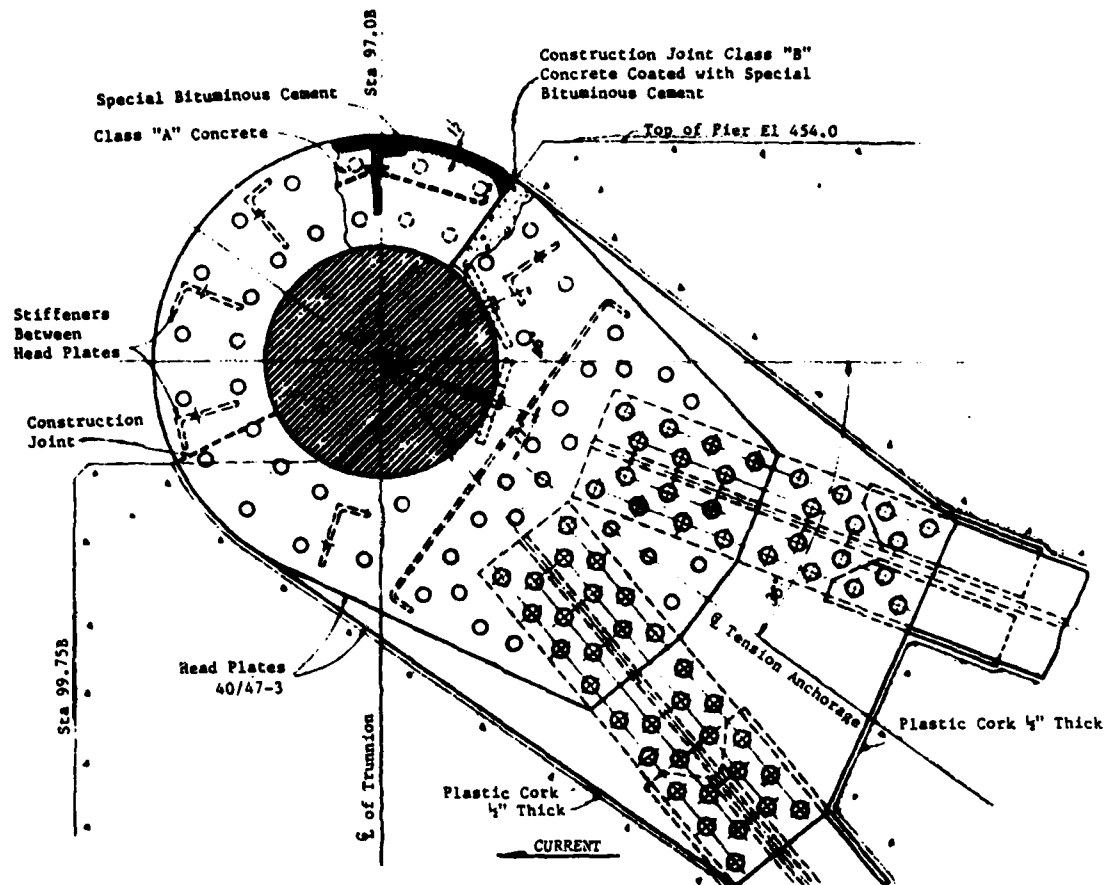 Sta 97.0B
Construction Joint Class "B"
Concrete Coated with Special
Bituminous Cement
Special Bituminous Cement
Class "A" Concrete
Top of Pier El 454.0
Stiffeners
Between
Head Plates
Construction
Joint
Sta 99.75B
Head Plates
40/47-3
℄ of Trunnion
Plastic Cork
½" Thick
CURRENT
℄ Tension Anchorage
Plastic Cork ½" Thick